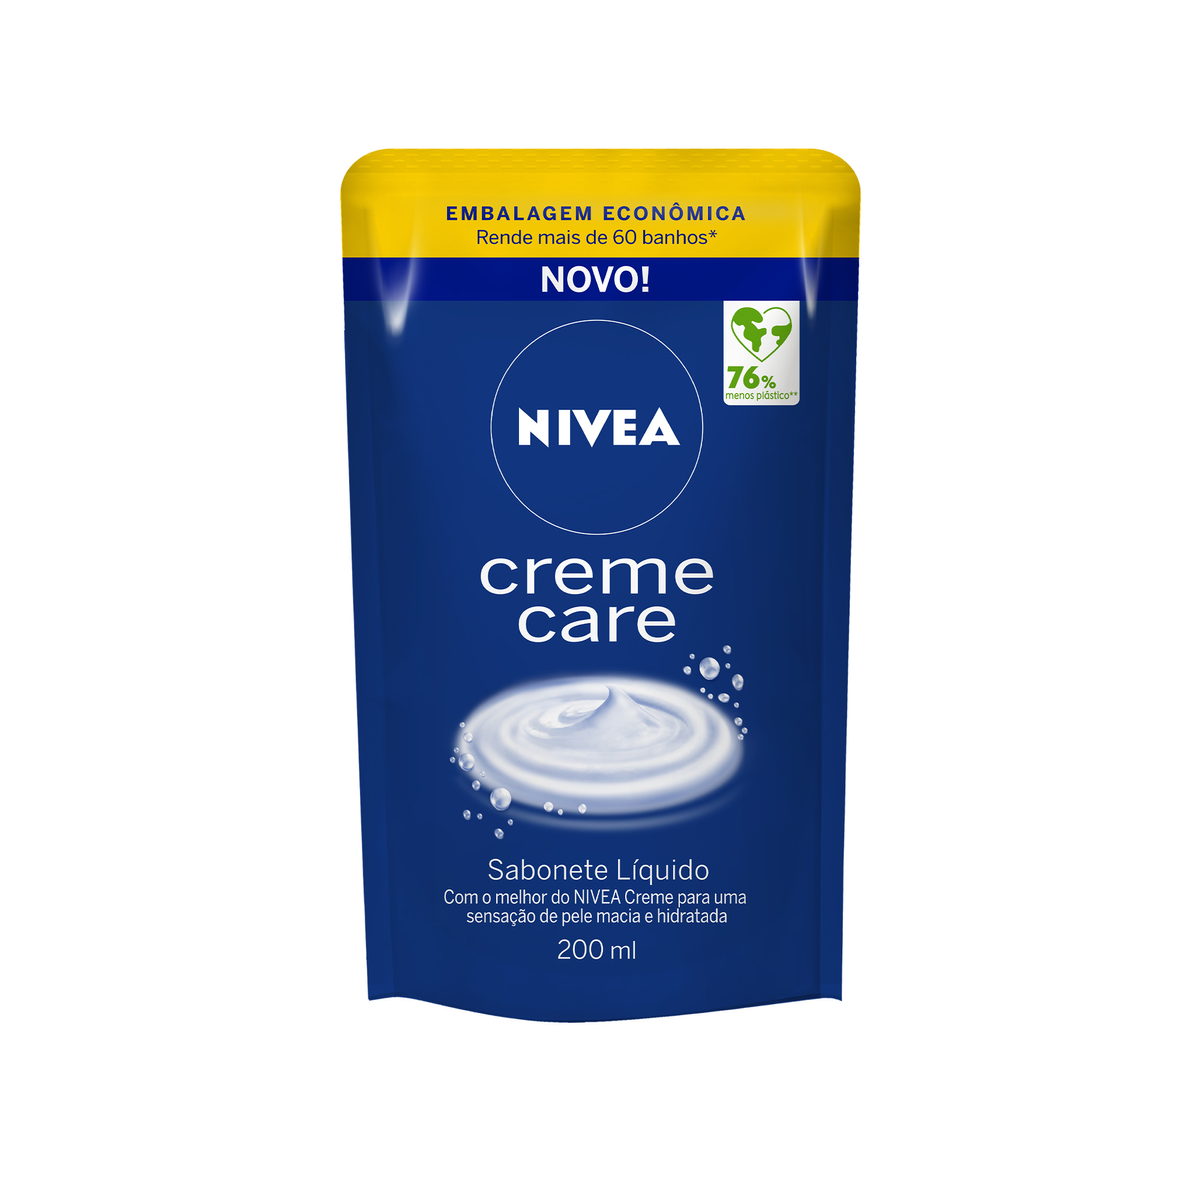 EMBALAGEM ECONÔMICA
Rende mais de 60 banhos*
NOVO!
76%
menos plástico**
NIVEA
creme
care
Sabonete Líquido
Com o melhor do NIVEA Creme para uma
sensação de pele macia e hidratada
200 ml